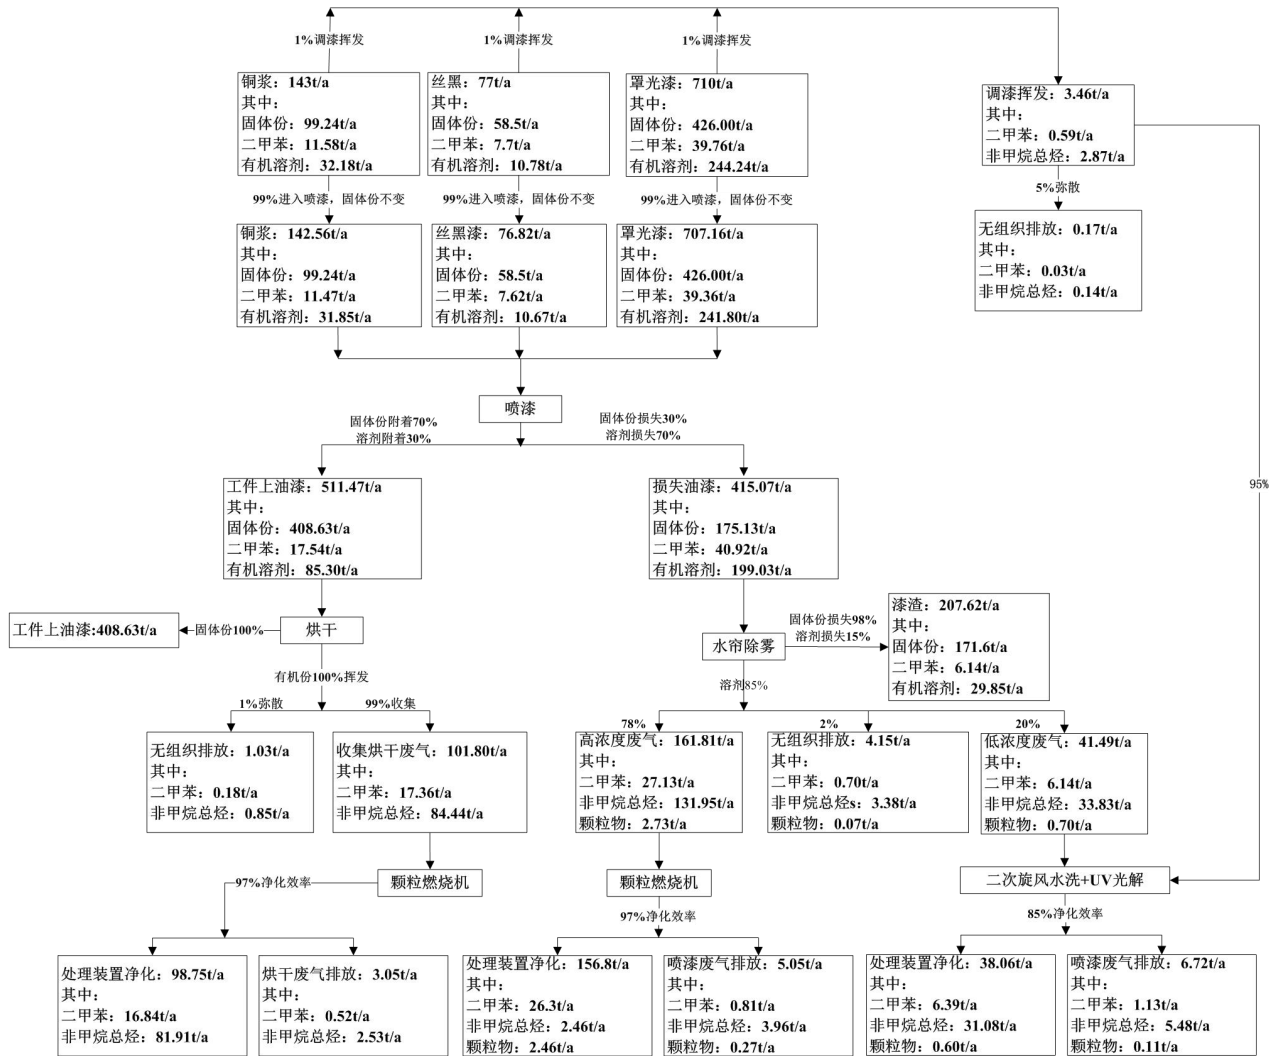 1%调漆挥发
1%调漆挥发
1%调漆挥发
铜浆：143t/a
其中：
固体份：99.24t/a
二甲苯：11.58t/a
有机溶剂：32.18t/a
丝黑：77t/a
其中：
固体份：58.5t/a
二甲苯：7.7t/a
有机溶剂：10.78t/a
罩光漆：710t/a
其中：
固体份：426.00t/a
二甲苯：39.76t/a
有机溶剂：244.24t/a
调漆挥发：3.46t/a
其中：
二甲苯：0.59t/a
非甲烷总烃：2.87t/a
99%进入喷漆，固体份不变
99%进入喷漆，固体份不变
99%进入喷漆，固体份不变
5%弥散
铜浆：142.56t/a
其中：
固体份：99.24t/a
二甲苯：11.47t/a
有机溶剂：31.85t/a
丝黑漆：76.82t/a
其中：
固体份：58.5t/a
二甲苯：7.62t/a
有机溶剂：10.67t/a
罩光漆：707.16t/a
其中：
固体份：426.00t/a
二甲苯：39.36t/a
有机溶剂：241.80t/a
无组织排放：0.17t/a
其中：
二甲苯：0.03t/a
非甲烷总烃：0.14t/a
喷漆
固体份附着70%
溶剂附着30%
固体份损失30%
溶剂损失70%
95%
工件上油漆：511.47t/a
其中：
固体份：408.63t/a
二甲苯：17.54t/a
有机溶剂：85.30t/a
损失油漆：415.07t/a
其中：
固体份：175.13t/a
二甲苯：40.92t/a
有机溶剂：199.03t/a
工件上油漆:408.63t/a
固体份100%
烘干
水帘除雾
固体份损失98%
溶剂损失15%
漆渣：207.62t/a
其中：
固体份：171.6t/a
二甲苯：6.14t/a
有机溶剂：29.85t/a
有机份100%挥发
溶剂85%
1%弥散
99%收集
78%
2%
20%
无组织排放：1.03t/a
其中：
二甲苯：0.18t/a
非甲烷总烃：0.85t/a
收集烘干废气：101.80t/a
其中：
二甲苯：17.36t/a
非甲烷总烃：84.44t/a
高浓度废气：161.81t/a
其中：
二甲苯：27.13t/a
非甲烷总烃：131.95t/a
颗粒物：2.73t/a
无组织排放：4.15t/a
其中：
二甲苯：0.70t/a
非甲烷总烃s：3.38t/a
颗粒物：0.07t/a
低浓度废气：41.49t/a
其中：
二甲苯：6.14t/a
非甲烷总烃：33.83t/a
颗粒物：0.70t/a
97%净化效率
颗粒燃烧机
颗粒燃烧机
二次旋风水洗+UV光解
97%净化效率
85%净化效率
处理装置净化：98.75t/a
其中：
二甲苯：16.84t/a
非甲烷总烃：81.91t/a
烘干废气排放：3.05t/a
其中：
二甲苯：0.52t/a
非甲烷总烃：2.53t/a
处理装置净化：156.8t/a
其中：
二甲苯：26.3t/a
非甲烷总烃：2.46t/a
颗粒物：2.46t/a
喷漆废气排放：5.05t/a
其中：
二甲苯：0.81t/a
非甲烷总烃：3.96t/a
颗粒物：0.27t/a
处理装置净化：38.06t/a
其中：
二甲苯：6.39t/a
非甲烷总烃：31.08t/a
颗粒物：0.60t/a
喷漆废气排放：6.72t/a
其中：
二甲苯：1.13t/a
非甲烷总烃：5.48t/a
颗粒物：0.11t/a